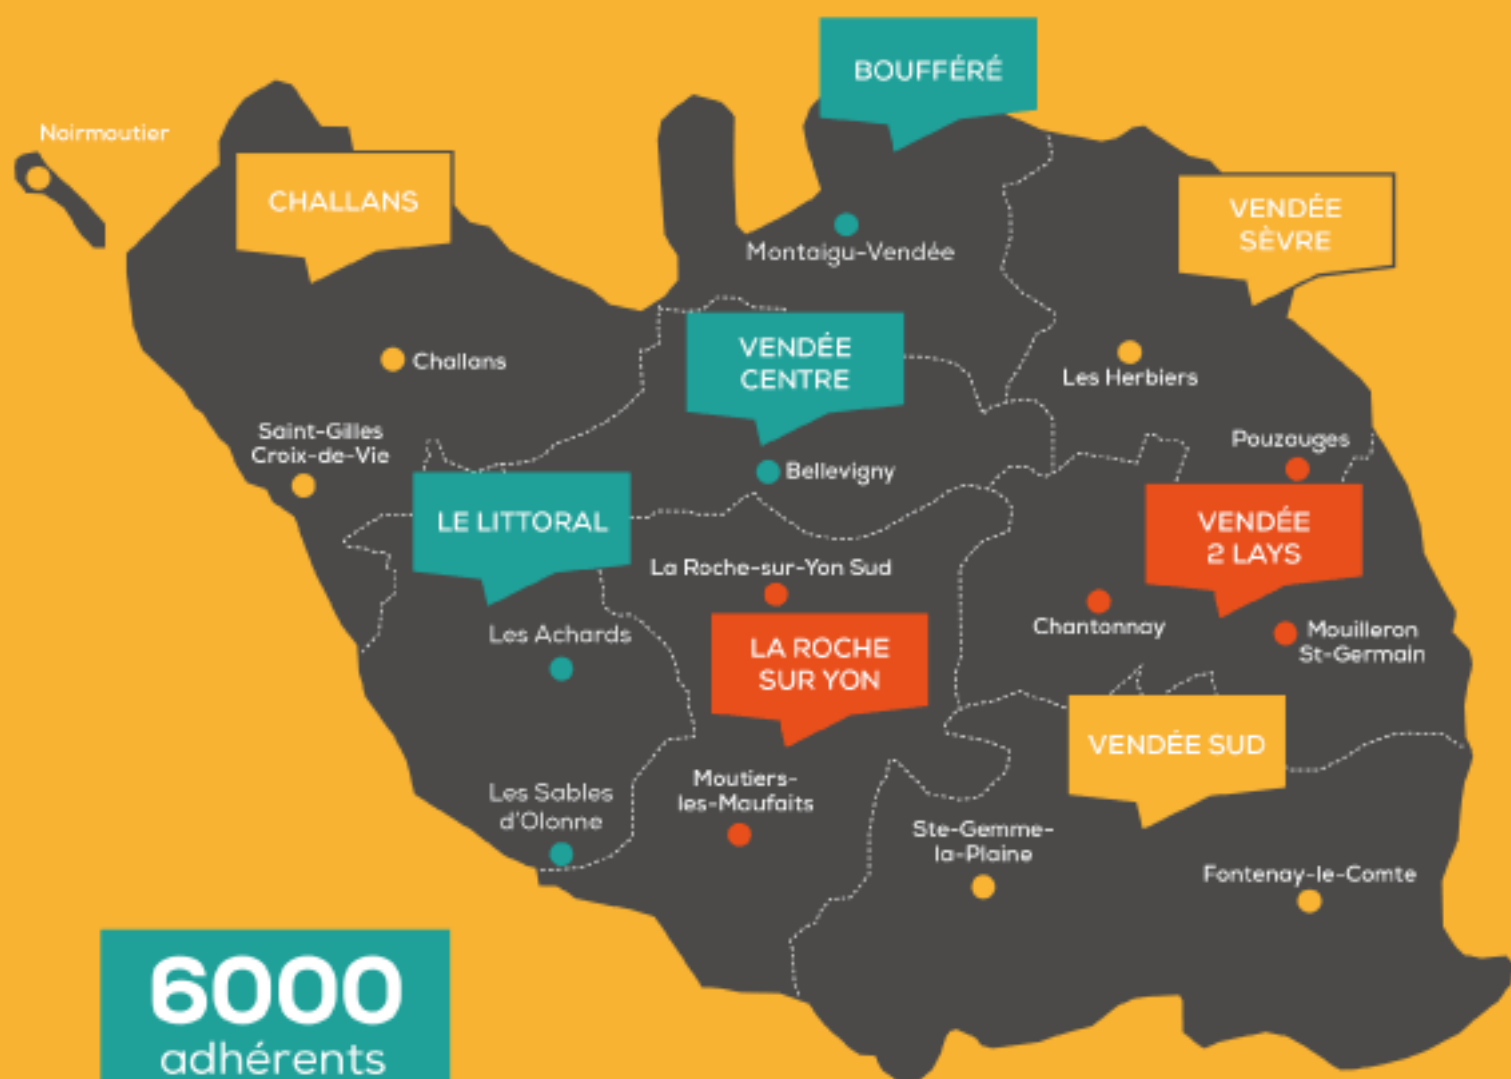 BOUFFÉRÉ
Noirmoutier
CHALLANS
VENDÉE
SÈVRE
Montaigu-Vendée
VENDÉE
CENTRE
Challans
Les Herbiers
Saint-Gilles
Croix-de-Vie
Pouzauges
Bellevigny
LE LITTORAL
VENDÉE
2 LAYS
La Roche-sur-Yon Sud
Chantonnay
Mouilleron
St-Germain
Les Achards
LA ROCHE
SUR YON
VENDÉE SUD
Moutiers-
les-Maufaits
Les Sables
d'Olonne
Ste-Gemme-
la-Plaine
Fontenay-le-Comte
6000
adhérents